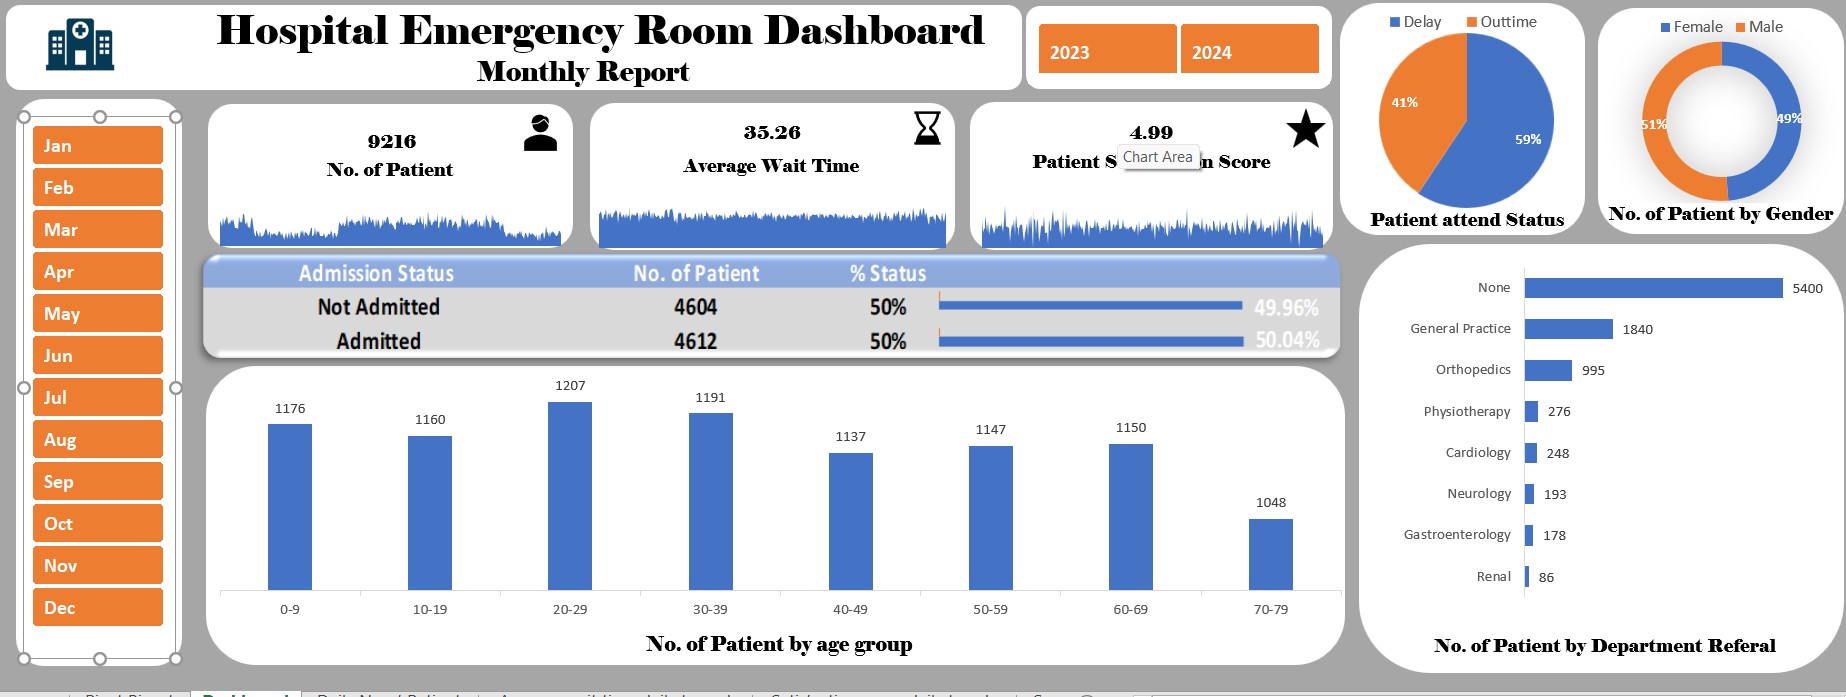 Hospital Emergency Room Dashboard
Monthly Report
2023 2024
Jan
Feb
Mar
Apr
May
Jun
Jul
Aug
Sep
Oct
Nov
Dec
9216
No. of Patient
35.26
Average Wait Time
4.99
Patient S n Score
Chart Area
Delay Outtime
41%
59%
Patient attend Status
Female Male
51% 49%
No. of Patient by Gender
Admission Status No. of Patient % Status
Not Admitted 4604 50% 49.96%
Admitted 4612 50% 50.04%
1176 1160 1207 1191 1137 1147 1150 1048
0-9 10-19 20-29 30-39 40-49 50-59 60-69 70-79
No. of Patient by age group
None 5400
General Practice 1840
Orthopedics 995
Physiotherapy 276
Cardiology 248
Neurology 193
Gastroenterology 178
Renal 86
No. of Patient by Department Referal